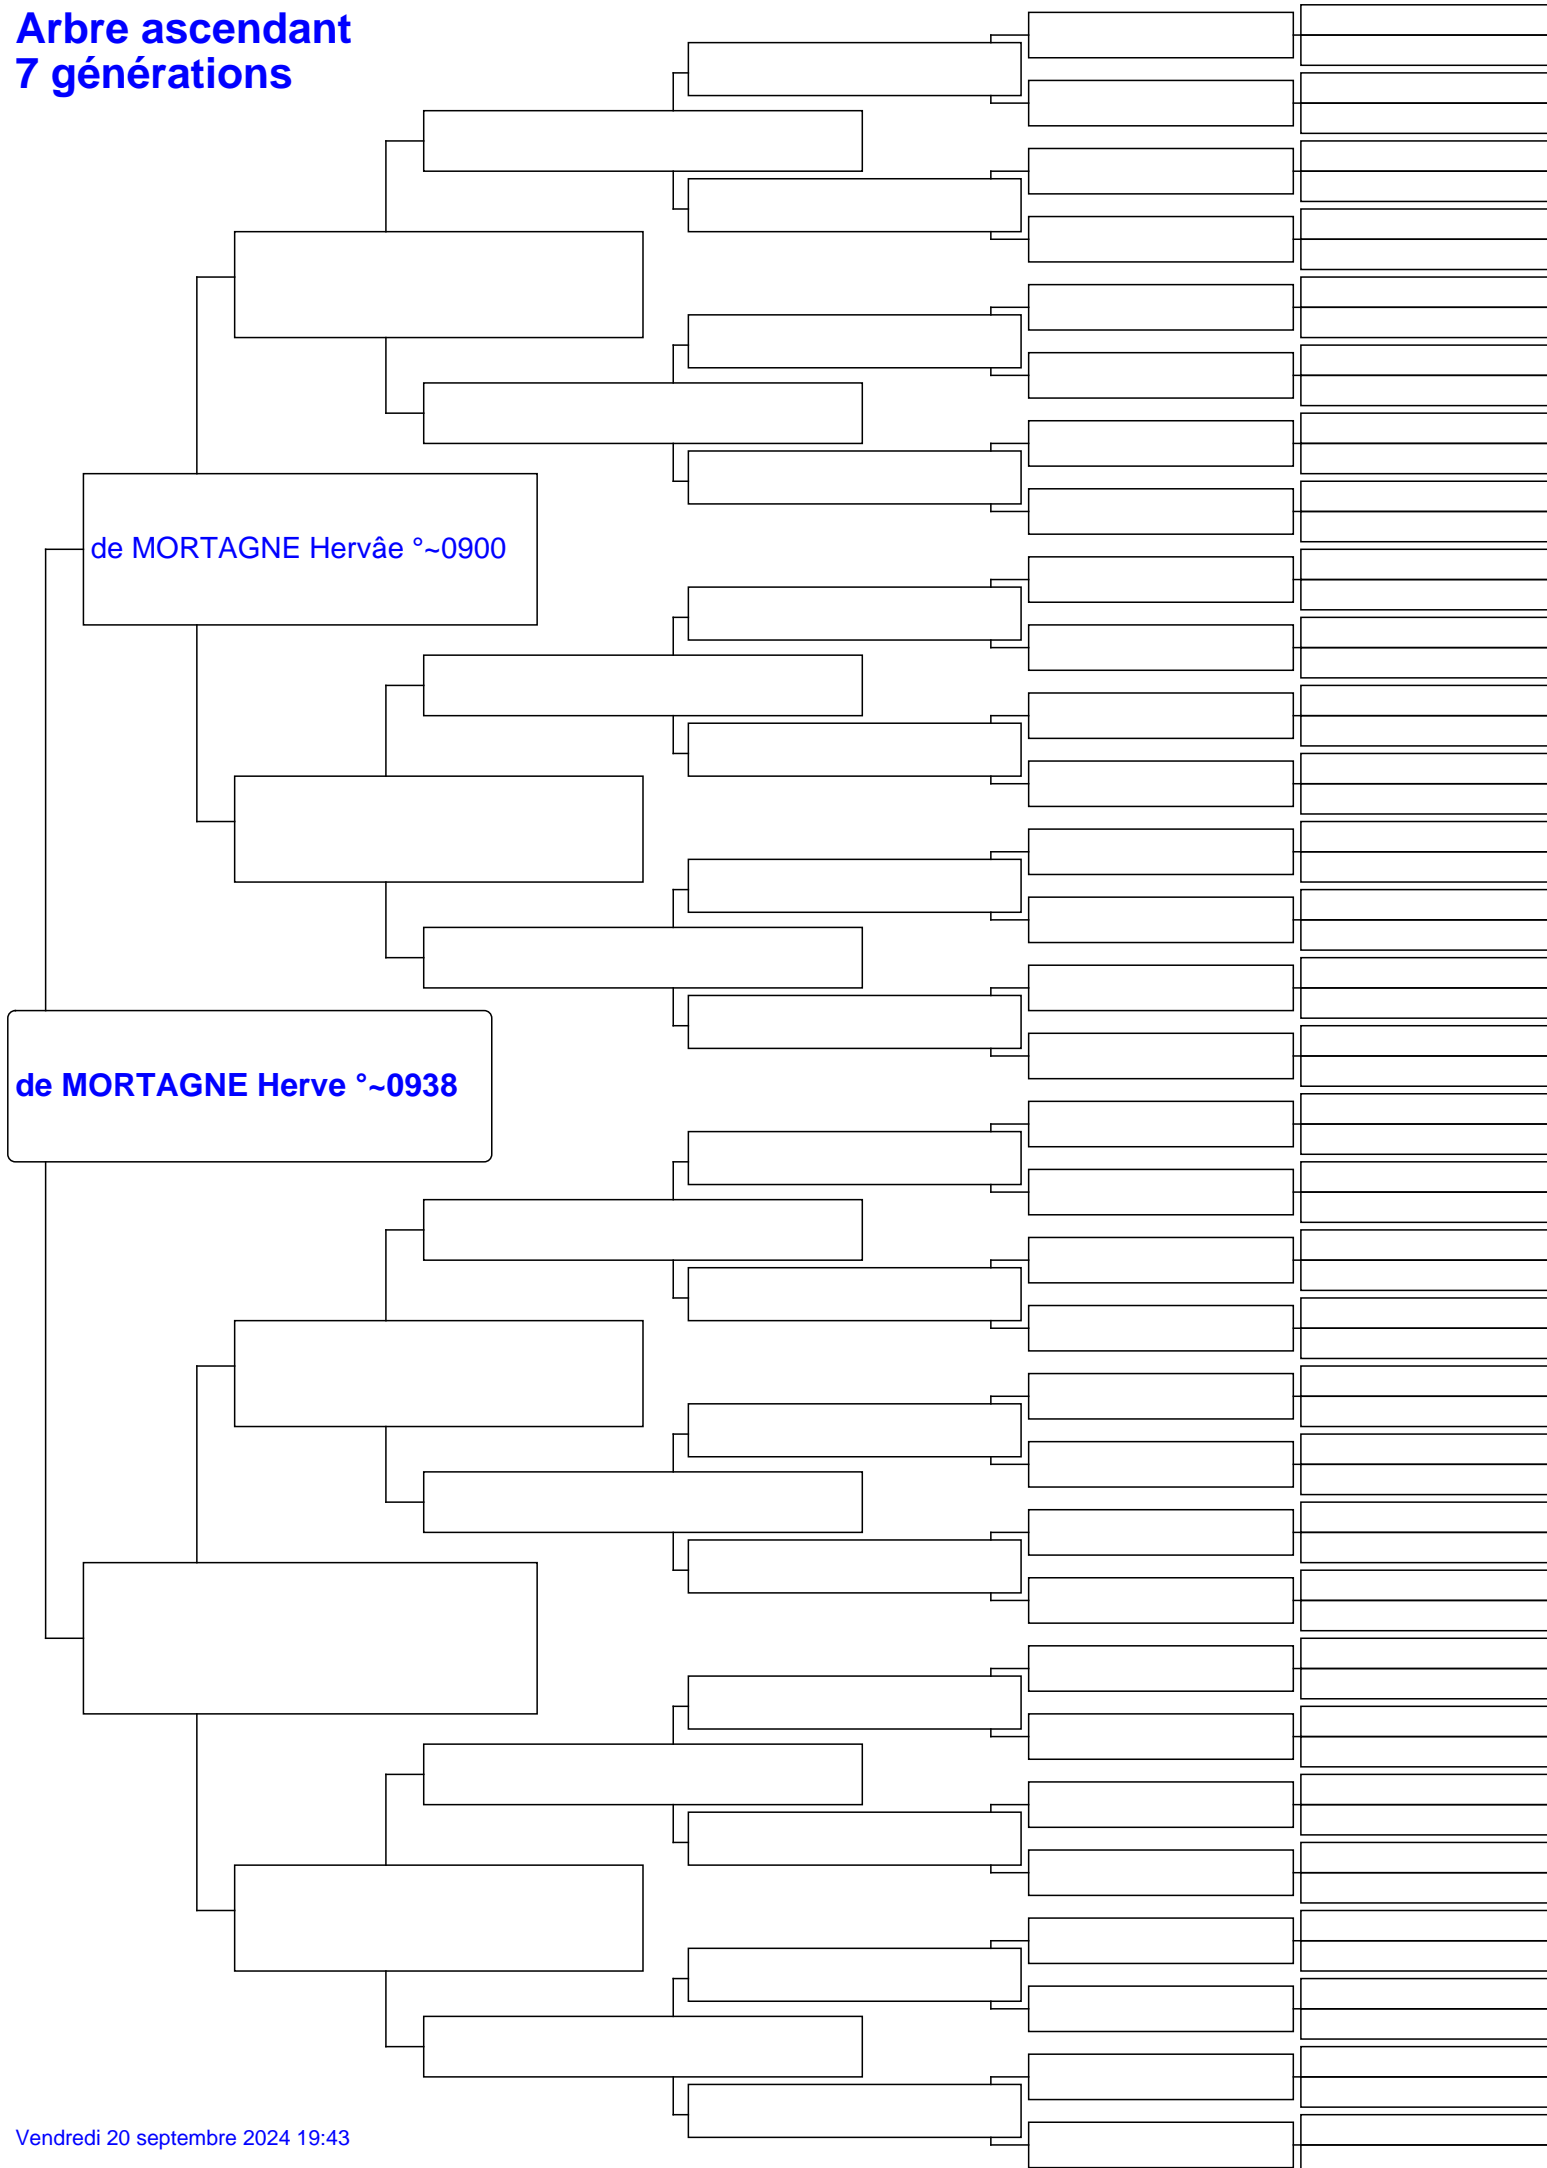 Arbre ascendant
7 générations
de MORTAGNE Hervâe °~0900
de MORTAGNE Herve °~0938
Vendredi 20 septembre 2024 19:43